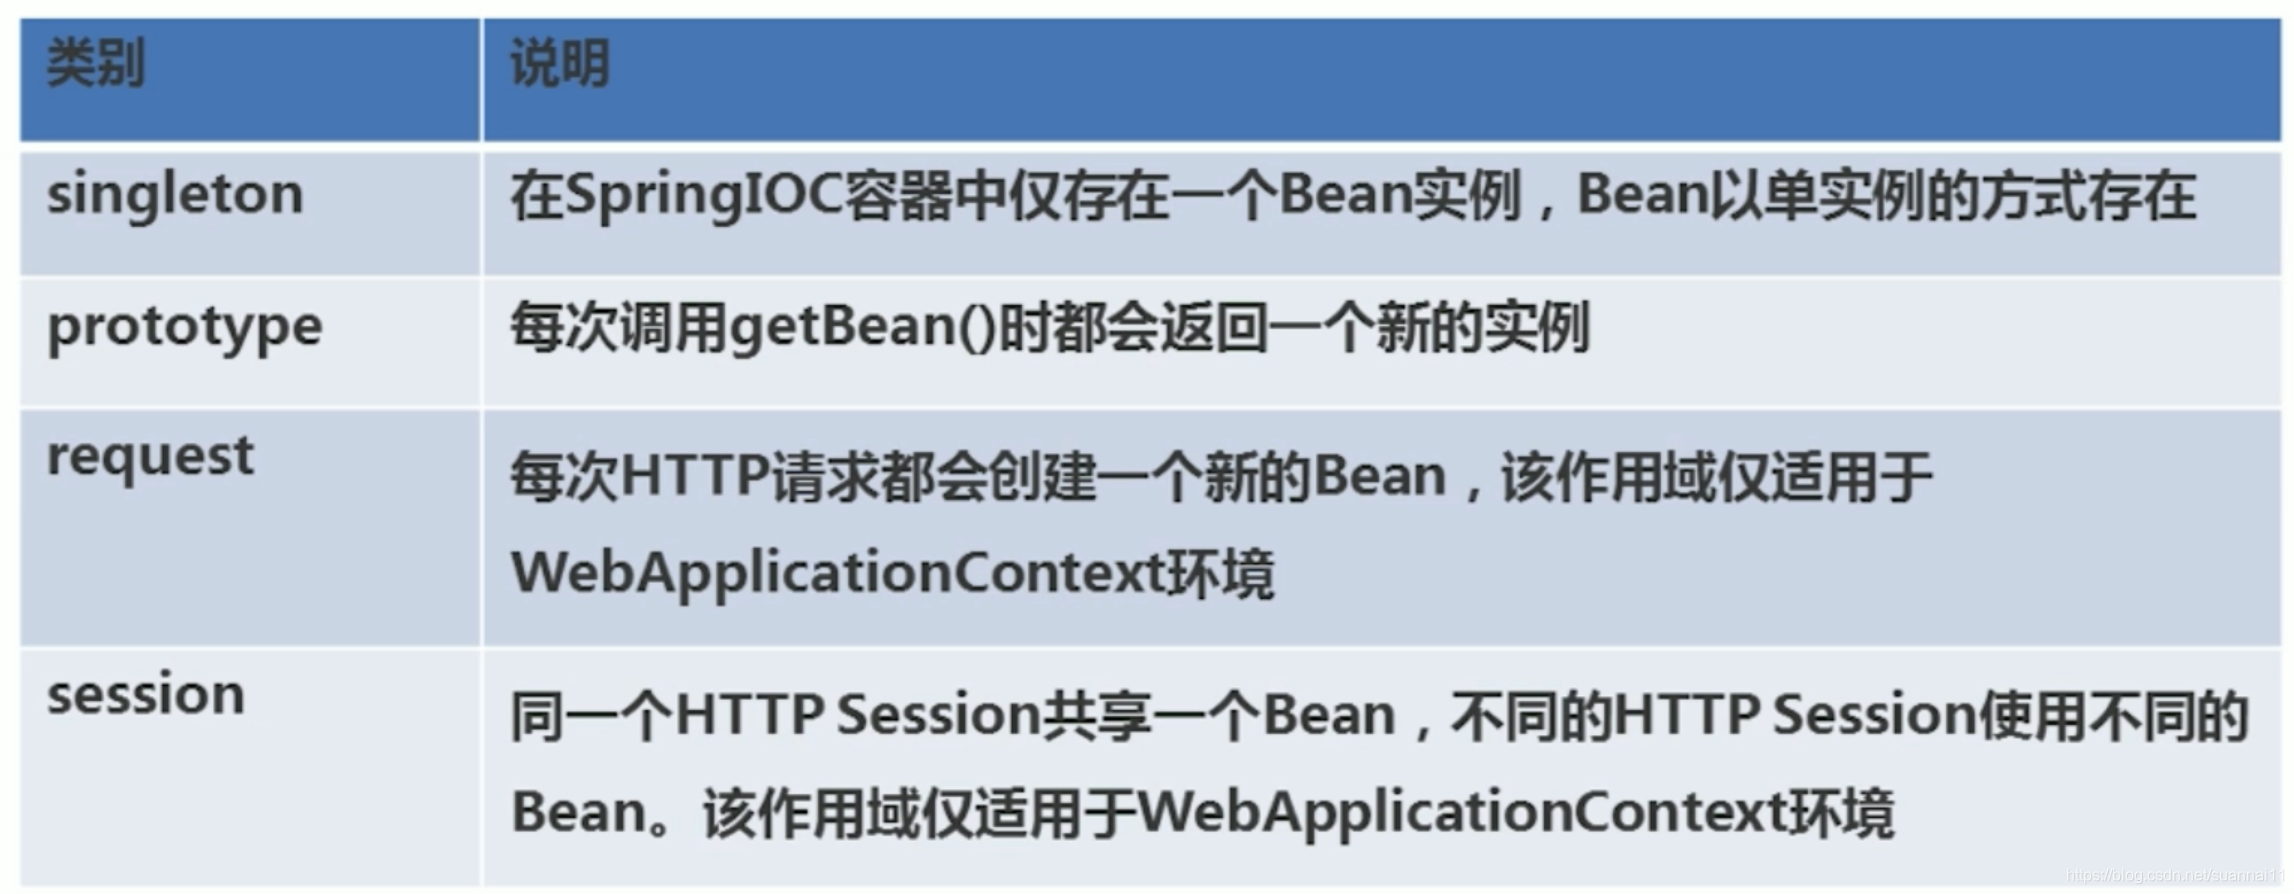 类别 说明
singleton 在SpringIOC容器中仅存在一个Bean实例，Bean以单实例的方式存在
prototype 每次调用getBean()时都会返回一个新的实例
request 每次HTTP请求都会创建一个新的Bean，该作用域仅适用于
WebApplicationContext环境
session 同一个HTTP Session共享一个Bean，不同的HTTP Session使用不同的
Bean。该作用域仅适用于WebApplicationContext环境
https://blog.csdn.net/suannai11